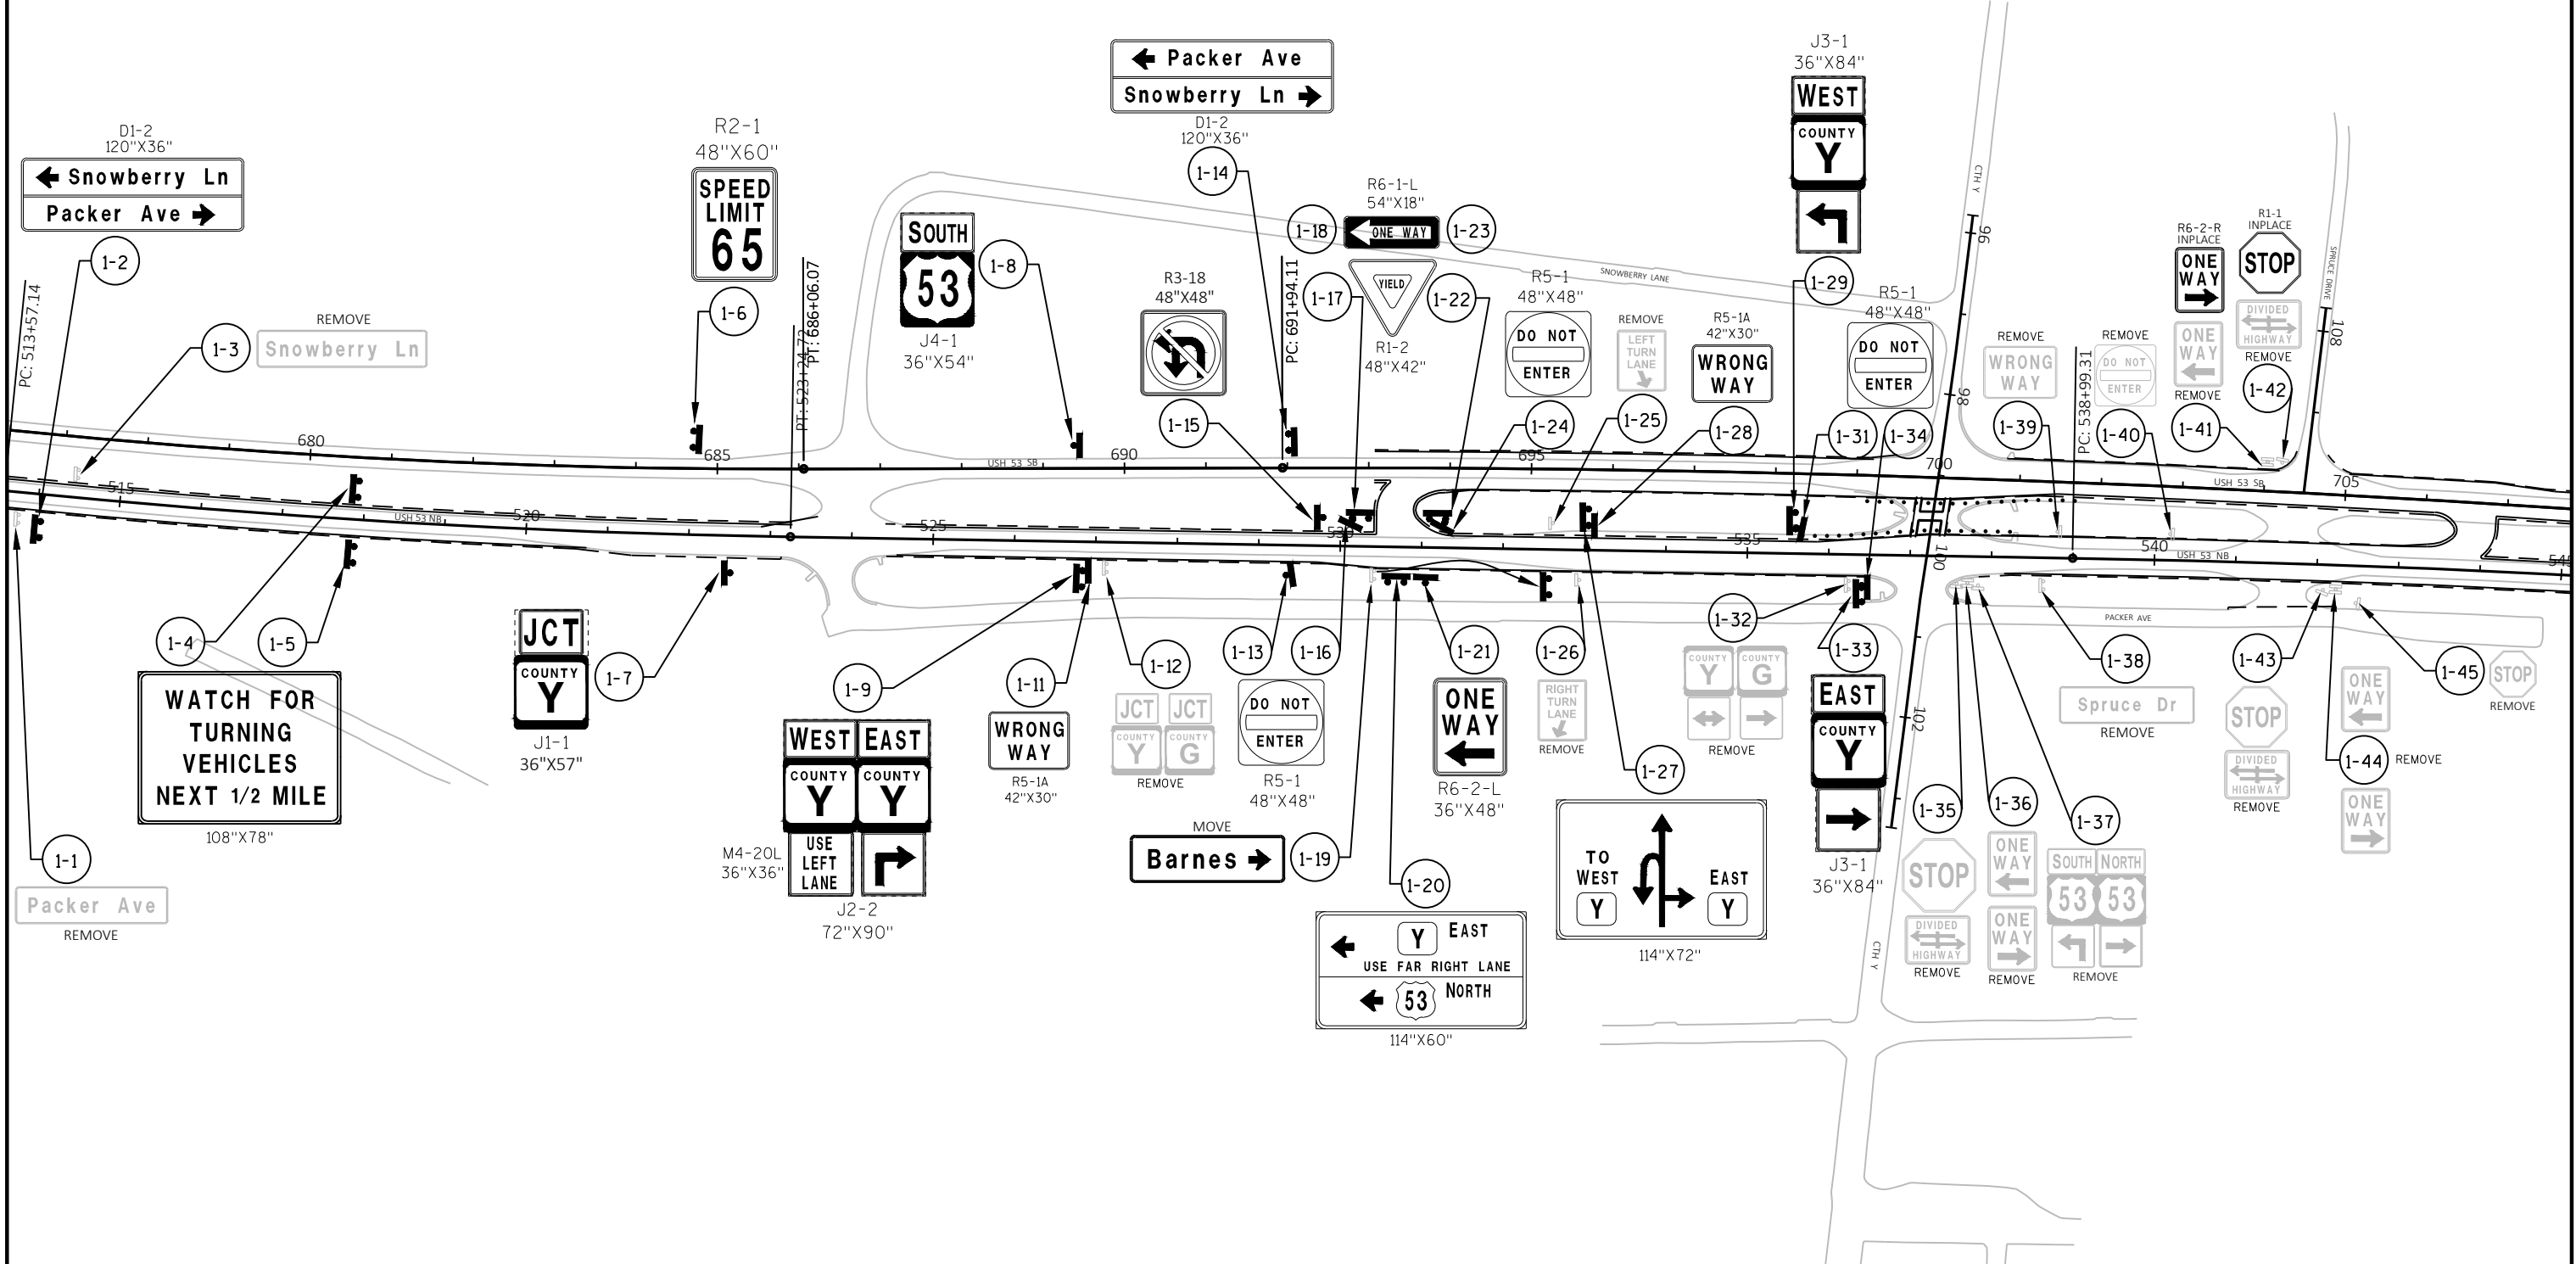 D1-2
120"X36"
Snowberry Ln
Packer Ave
1-2
PC: 513+57.14
1-3
REMOVE
Snowberry Ln
R2-1
48"X60"
SPEED
LIMIT
65
1-6
PT: 686+06.07
SOUTH
53
J4-1
36"X54"
1-8
Packer Ave
Snowberry Ln
D1-2
120"X36"
1-14
PC: 691+94.11
R3-18
48"X48"
1-15
R6-1-L
54"X18"
1-18
ONE WAY
1-23
1-17
YIELD
1-22
R1-2
48"X42"
R5-1
48"X48"
DO NOT
ENTER
1-24
SNOWBERRY LANE
REMOVE
LEFT
TURN
LANE
1-25
R5-1A
42"X30"
WRONG
WAY
1-28
J3-1
36"X84"
WEST
COUNTY
Y
1-29
R5-1
48"X48"
DO NOT
ENTER
1-31
1-34
CTH Y
96
98
REMOVE
WRONG
WAY
1-39
PC: 538+99.31
REMOVE
DO NOT
ENTER
1-40
R6-2-R
INPLACE
ONE
WAY
ONE
WAY
REMOVE
1-41
R1-1
INPLACE
STOP
DIVIDED
HIGHWAY
REMOVE
1-42
SPRUCE DRIVE
108
680
685
690
695
700
705
USH 53 SB
USH 53 SB
515
520
525
530
535
540
545
USH 53 NB
USH 53 NB
100
PACKER AVE
1-1
Packer Ave
REMOVE
1-4
1-5
WATCH FOR
TURNING
VEHICLES
NEXT 1/2 MILE
108"X78"
JCT
COUNTY
Y
J1-1
36"X57"
1-7
1-9
WEST EAST
COUNTY COUNTY
Y Y
USE
LEFT
LANE
M4-20L
36"X36"
J2-2
72"X90"
1-11
WRONG
WAY
R5-1A
42"X30"
1-12
JCT JCT
COUNTY COUNTY
Y G
REMOVE
1-13
1-16
DO NOT
ENTER
R5-1
48"X48"
MOVE
Barnes
1-19
1-20
Y EAST
USE FAR RIGHT LANE
53 NORTH
114"X60"
1-21
ONE
WAY
R6-2-L
36"X48"
1-26
RIGHT
TURN
LANE
REMOVE
1-27
TO
WEST
Y
EAST
Y
114"X72"
1-32
COUNTY COUNTY
Y G
REMOVE
1-33
EAST
COUNTY
Y
J3-1
36"X84"
102
CTH Y
1-35
STOP
DIVIDED
HIGHWAY
REMOVE
1-36
ONE
WAY
ONE
WAY
REMOVE
1-37
SOUTH NORTH
53 53
REMOVE
1-38
Spruce Dr
REMOVE
1-43
STOP
DIVIDED
HIGHWAY
REMOVE
ONE
WAY
1-44
REMOVE
ONE
WAY
1-45
STOP
REMOVE